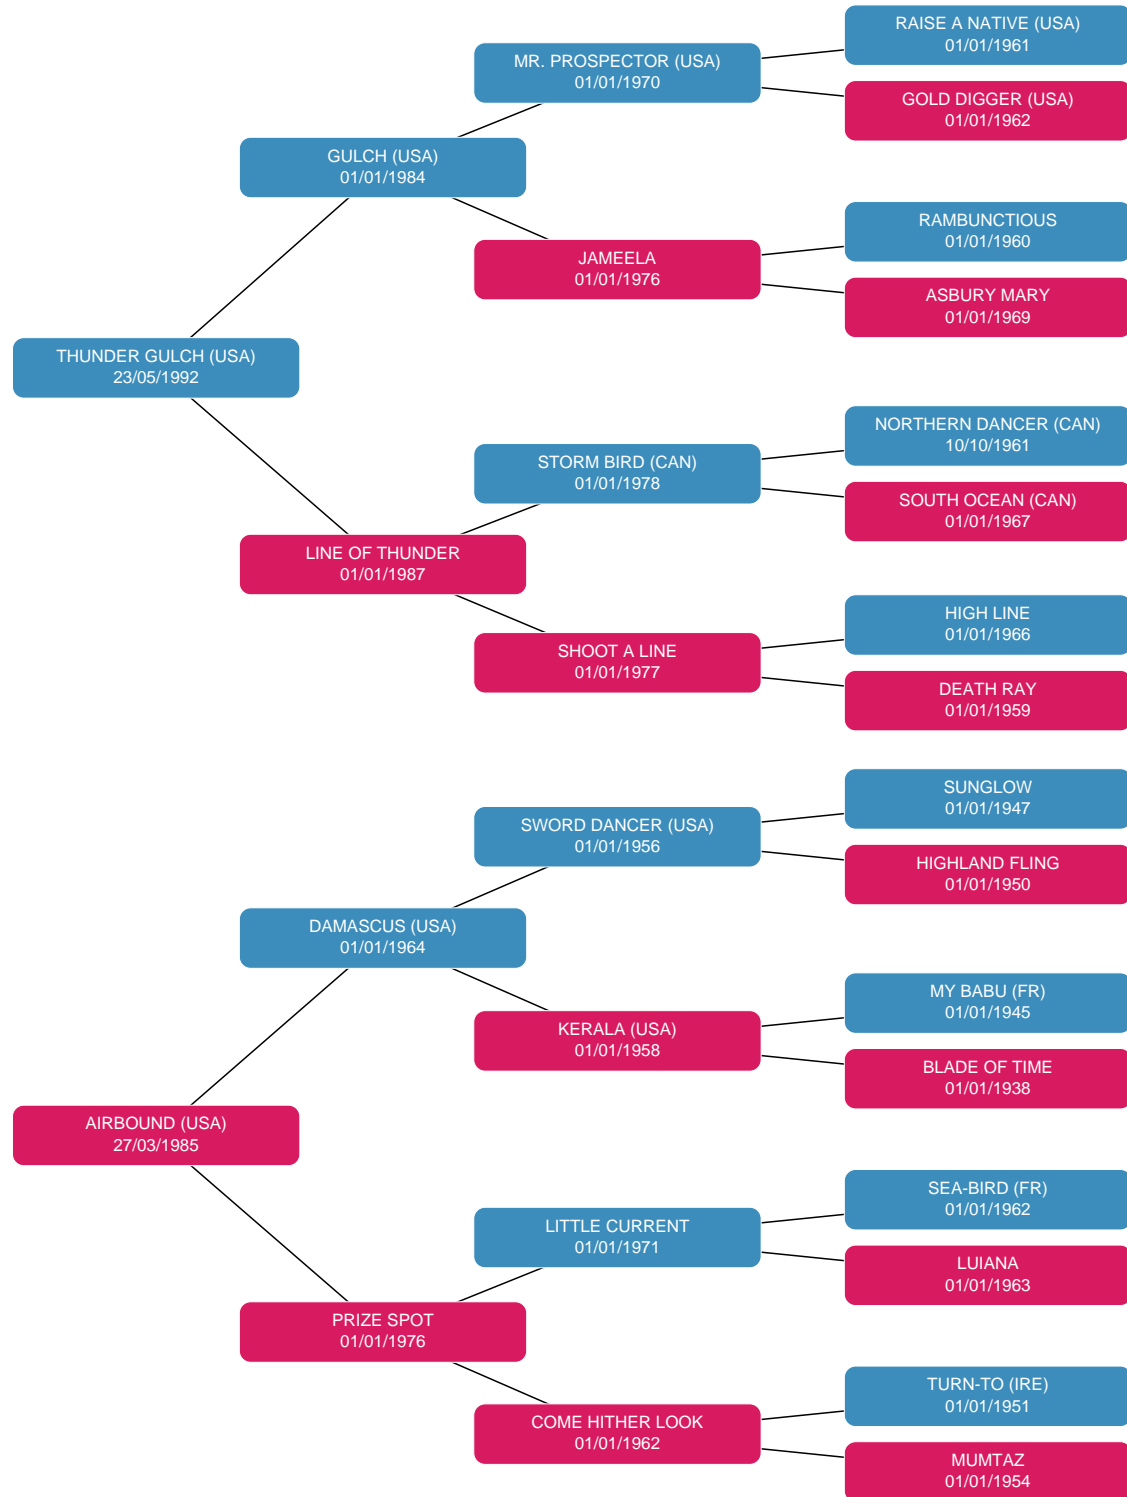 RAISE A NATIVE (USA)
01/01/1961
MR. PROSPECTOR (USA)
01/01/1970
GOLD DIGGER (USA)
01/01/1962
GULCH (USA)
01/01/1984
RAMBUNCTIOUS
01/01/1960
JAMEELA
01/01/1976
ASBURY MARY
01/01/1969
THUNDER GULCH (USA)
23/05/1992
NORTHERN DANCER (CAN)
10/10/1961
STORM BIRD (CAN)
01/01/1978
SOUTH OCEAN (CAN)
01/01/1967
LINE OF THUNDER
01/01/1987
HIGH LINE
01/01/1966
SHOOT A LINE
01/01/1977
DEATH RAY
01/01/1959
SUNGLOW
01/01/1947
SWORD DANCER (USA)
01/01/1956
HIGHLAND FLING
01/01/1950
DAMASCUS (USA)
01/01/1964
MY BABU (FR)
01/01/1945
KERALA (USA)
01/01/1958
BLADE OF TIME
01/01/1938
AIRBOUND (USA)
27/03/1985
SEA-BIRD (FR)
01/01/1962
LITTLE CURRENT
01/01/1971
LUIANA
01/01/1963
PRIZE SPOT
01/01/1976
TURN-TO (IRE)
01/01/1951
COME HITHER LOOK
01/01/1962
MUMTAZ
01/01/1954